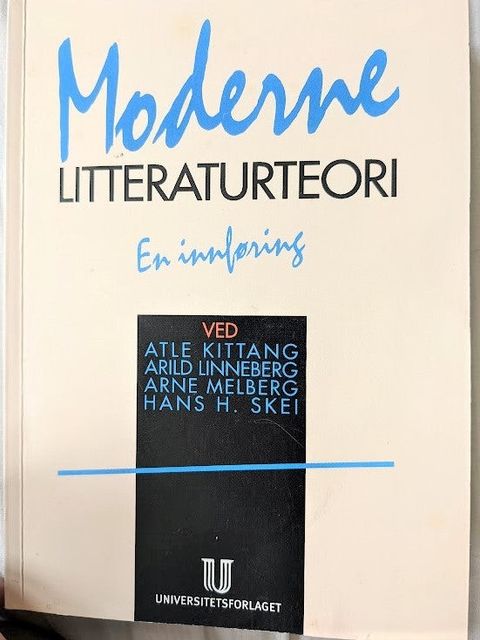 Moderne
LITTERATURTEORI
En innføring
VED
ATLE KITTANG
ARILD LINNEBERG
ARNE MELBERG
HANS H. SKEI
U
UNIVERSITETSFORLAGET